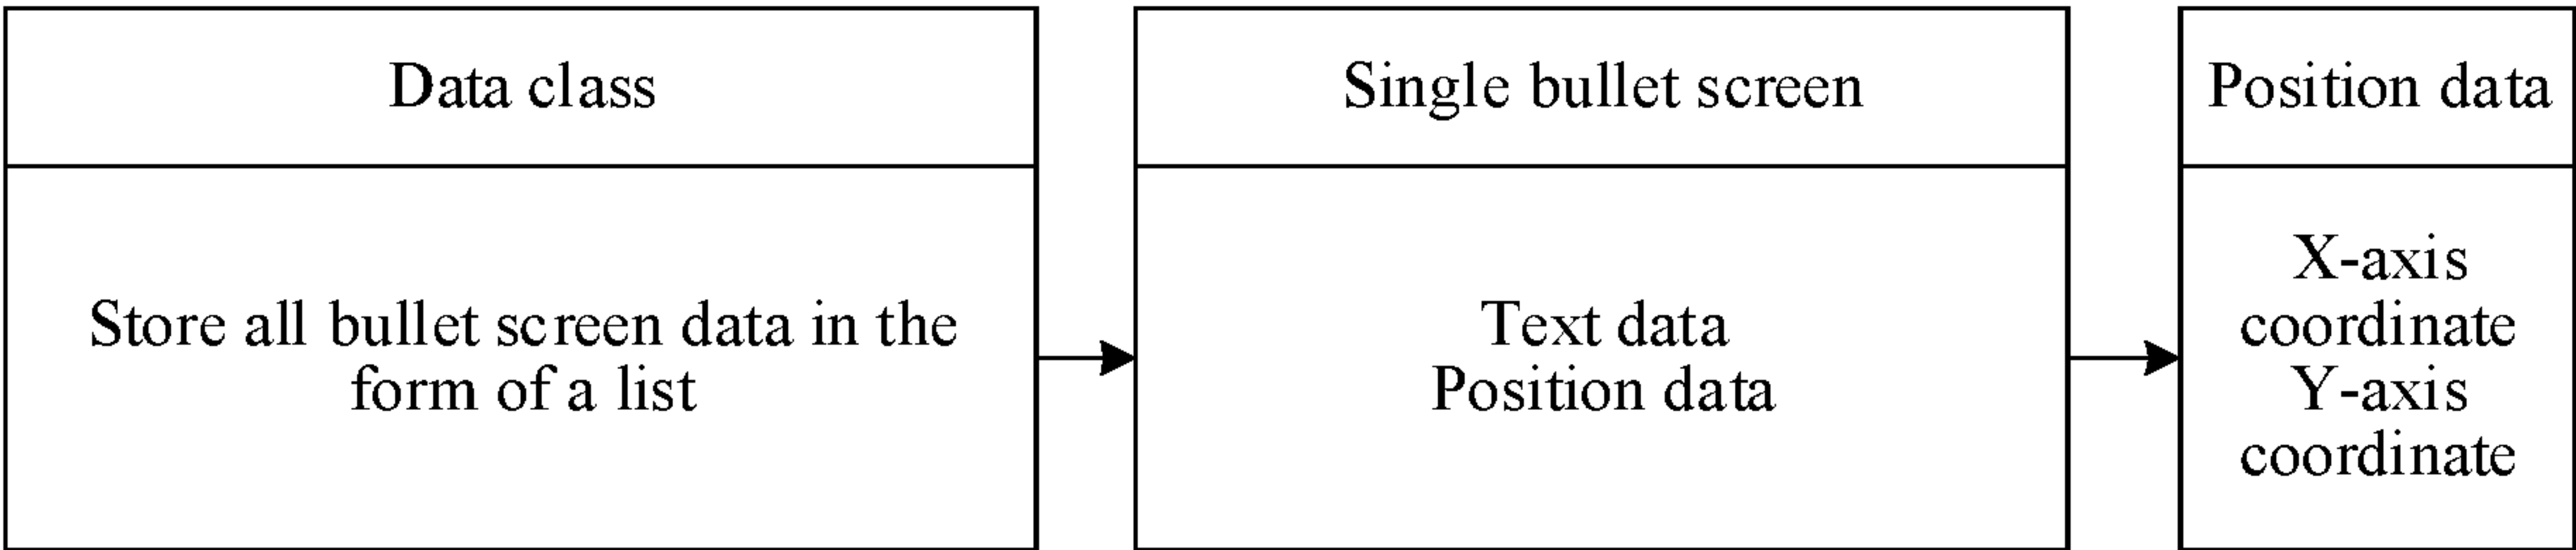 Data class
Store all bullet screen data in the
form of a list
Single bullet screen
Text data
Position data
Position data
X-axis
coordinate
Y-axis
coordinate